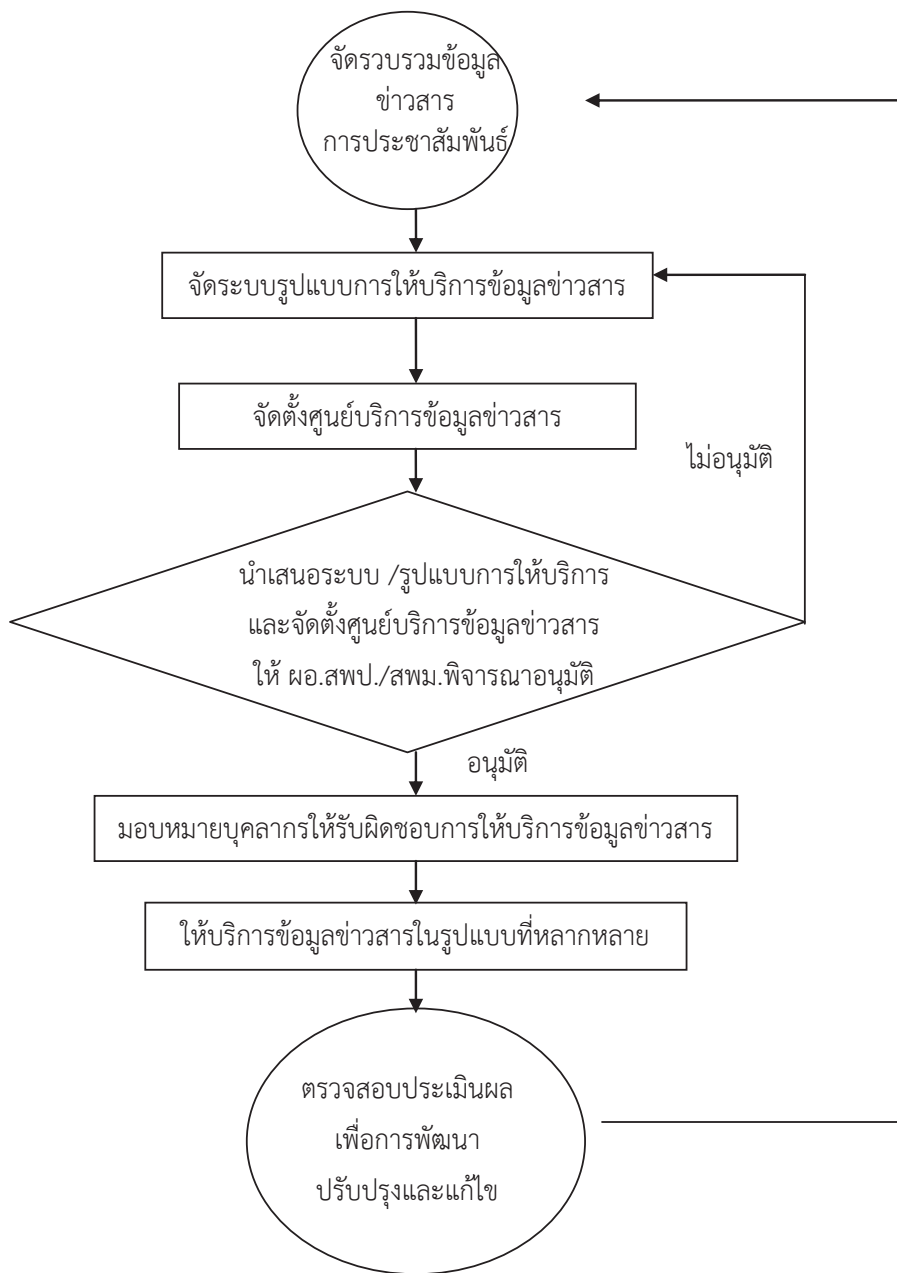 จัดรวบรวมข้อมูล
ข่าวสาร
การประชาสัมพันธ์
จัดระบบรูปแบบการให้บริการข้อมูลข่าวสาร
จัดตั้งศูนย์บริการข้อมูลข่าวสาร
ไม่อนุมัติ
นำเสนอระบบ /รูปแบบการให้บริการ
และจัดตั้งศูนย์บริการข้อมูลข่าวสาร
ให้ ผอ.สพป./สพม.พิจารณาอนุมัติ
อนุมัติ
มอบหมายบุคลากรให้รับผิดชอบการให้บริการข้อมูลข่าวสาร
ให้บริการข้อมูลข่าวสารในรูปแบบที่หลากหลาย
ตรวจสอบประเมินผล
เพื่อการพัฒนา
ปรับปรุงและแก้ไข